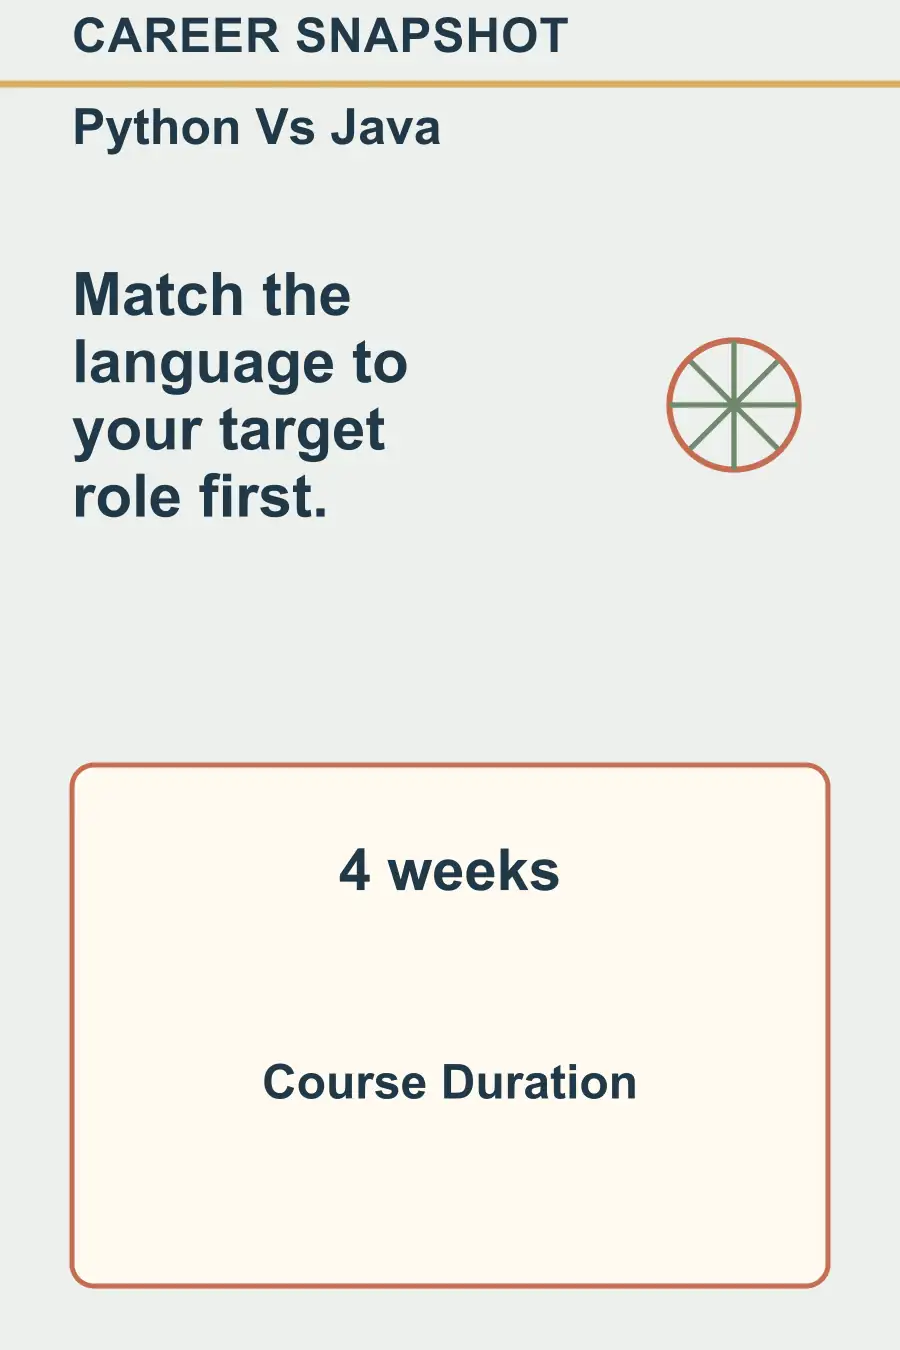 CAREER SNAPSHOT
Python Vs Java
Match the
language to
your target
role first.
4 weeks
Course Duration